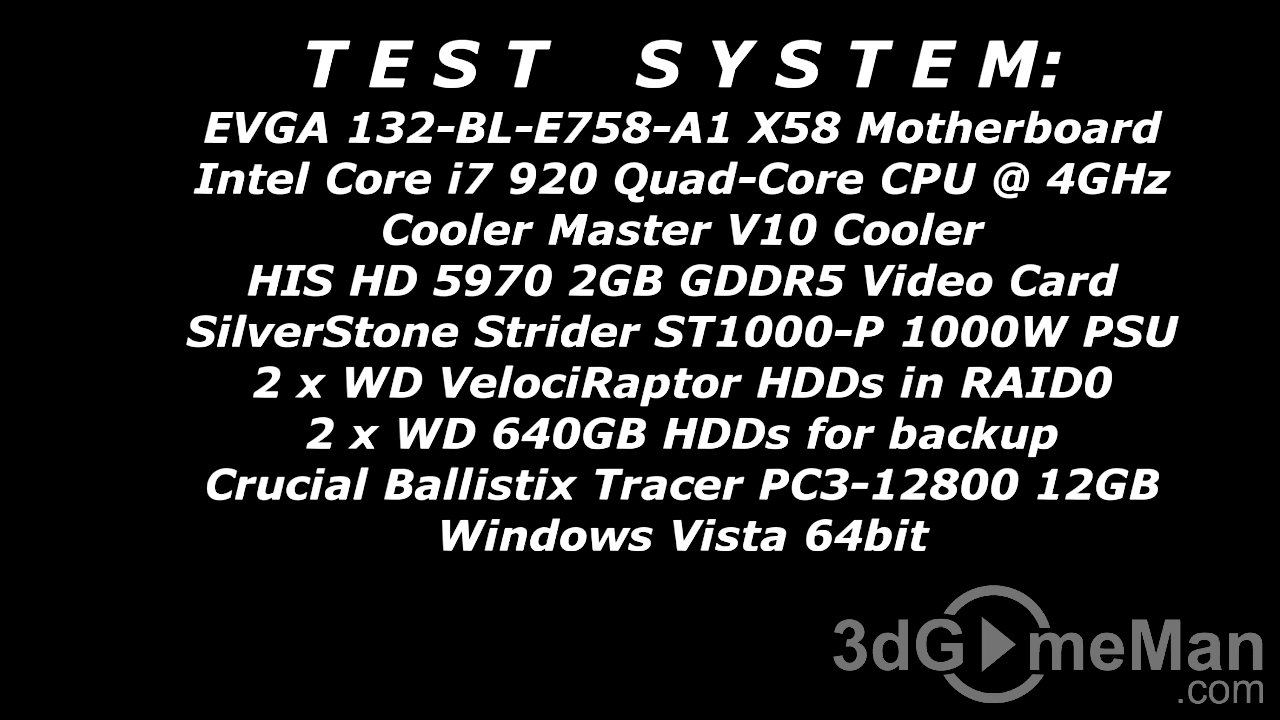 TEST SYSTEM:
EVGA 132-BL-E758-A1 X58 Motherboard
Intel Core i7 920 Quad-Core CPU @ 4GHz
Cooler Master V10 Cooler
HIS HD 5970 2GB GDDR5 Video Card
SilverStone Strider ST1000-P 1000W PSU
2 x WD VelociRaptor HDDs in RAID0
2 x WD 640GB HDDs for backup
Crucial Ballistix Tracer PC3-12800 12GB
Windows Vista 64bit
3dGameMan
.com